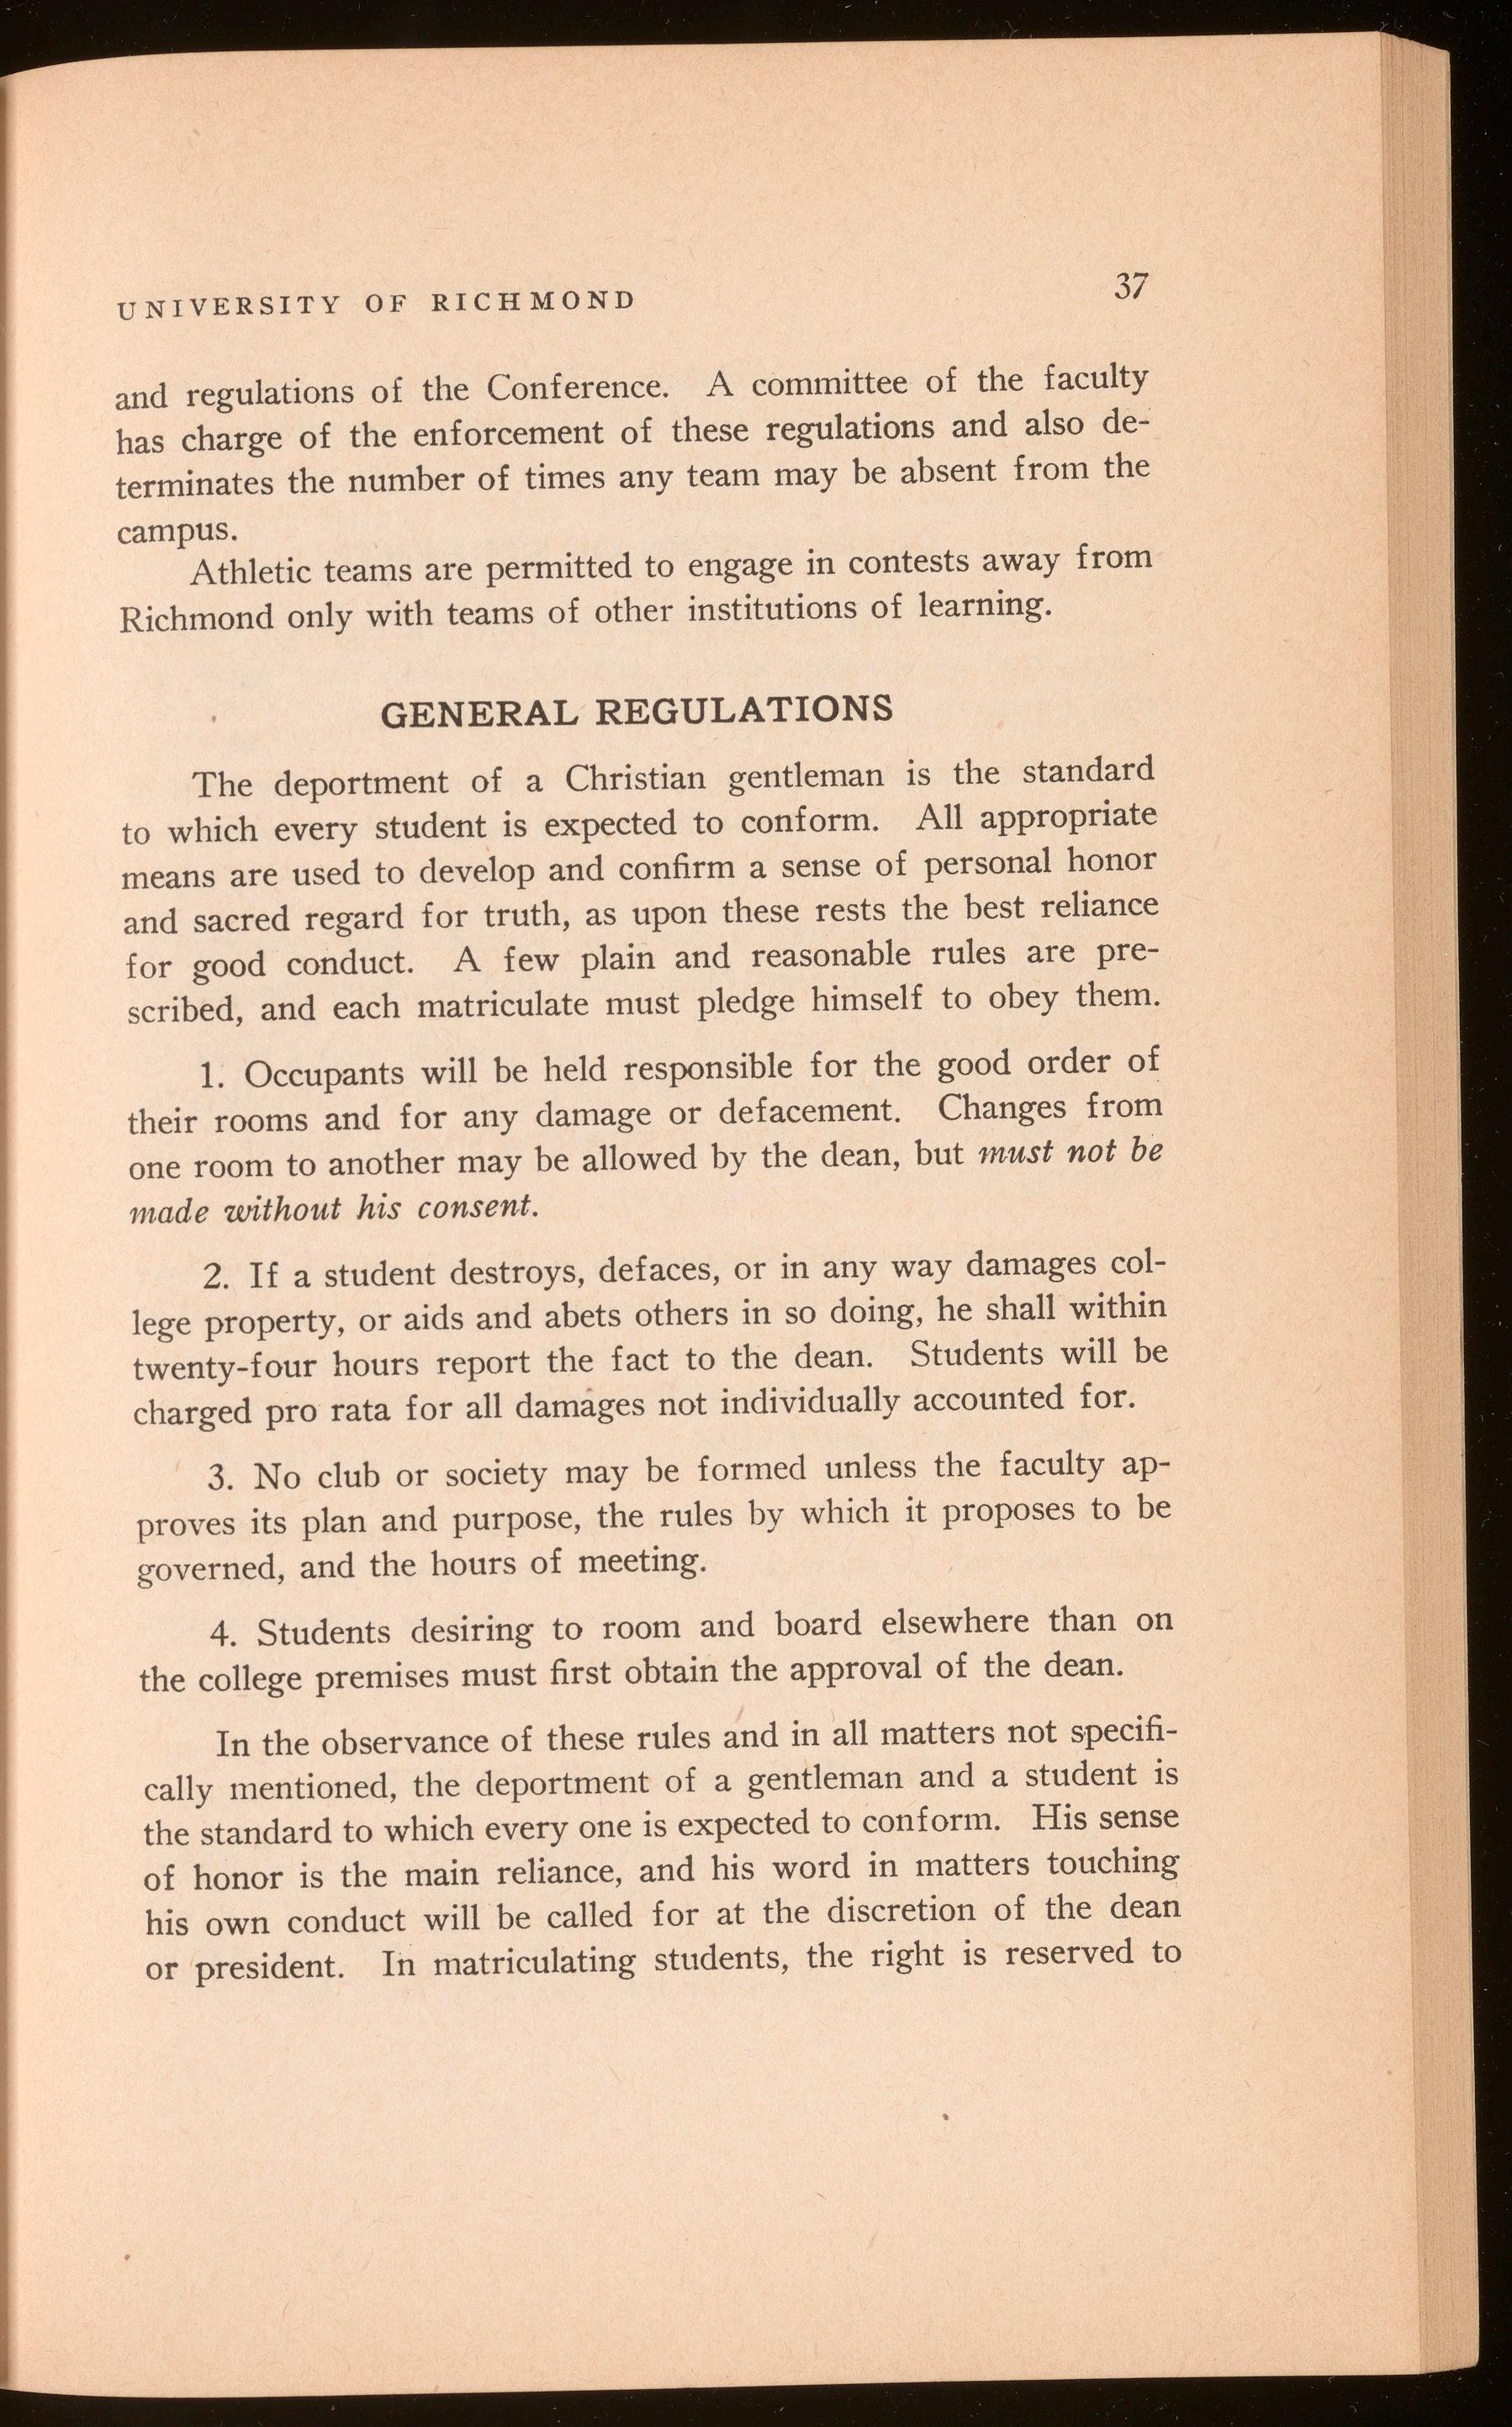 UNIVERSITY OF RICHMOND 37
and regulations of the Conference. A committee of the faculty
has charge of the enforcement of these regulations and also de-
terminates the number of times any team may be absent from the
campus.
Athletic teams are permitted to engage in contests away from
Richmond only with teams of other institutions of learning.
GENERAL REGULATIONS
The deportment of a Christian gentleman is the standard
to which every student is expected to conform. All appropriate
means are used to develop and confirm a sense of personal honor
and sacred regard for truth, as upon these rests the best reliance
for good conduct. A few plain and reasonable rules are pre-
scribed, and each matriculate must pledge himself to obey them.
1. Occupants will be held responsible for the good order of
their rooms and for any damage or defacement. Changes from
one room to another may be allowed by the dean, but must not be
made without his consent.
2. If a student destroys, defaces, or in any way damages col-
lege property, or aids and abets others in so doing, he shall within
twenty-four hours report the fact to the dean. Students will be
charged pro rata for all damages not individually accounted for.
3. No club or society may be formed unless the faculty ap-
proves its plan and purpose, the rules by which it proposes to be
governed, and the hours of meeting.
4. Students desiring to room and board elsewhere than on
the college premises must first obtain the approval of the dean.
In the observance of these rules and in all matters not specifi-
cally mentioned, the deportment of a gentleman and a student is
the standard to which every one is expected to conform. His sense
of honor is the main reliance, and his word in matters touching
his own conduct will be called for at the discretion of the dean
or president. In matriculating students, the right is reserved to